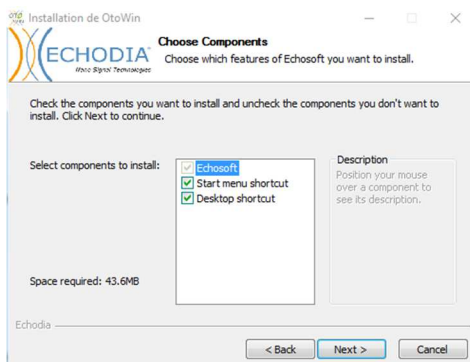 Installation de OtoWin
ECHODIA
Choose Components
Choose which features of Echosoft you want to install.
Check the components you want to install and uncheck the components you don't want to
install. Click Next to continue.
Select components to install:
Echosoft
Start menu shortcut
Desktop shortcut
Description
Position your mouse
over a component to
see its description.
Space required: 43.6MB
Echodia
< Back
Next >
Cancel